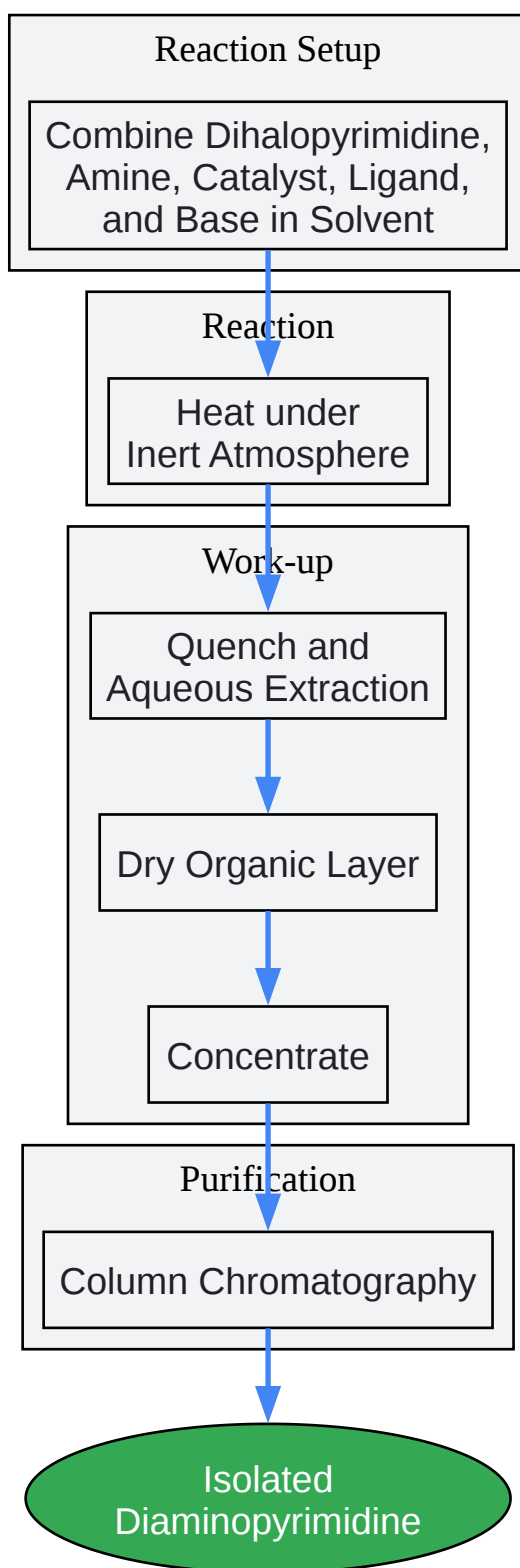 Reaction Setup
Combine Dihalopyrimidine,
Amine, Catalyst, Ligand,
and Base in Solvent
Reaction
Heat under
Inert Atmosphere
Work-up
Quench and
Aqueous Extraction
Dry Organic Layer
Concentrate
Purification
Column Chromatography
Isolated
Diaminopyrimidine